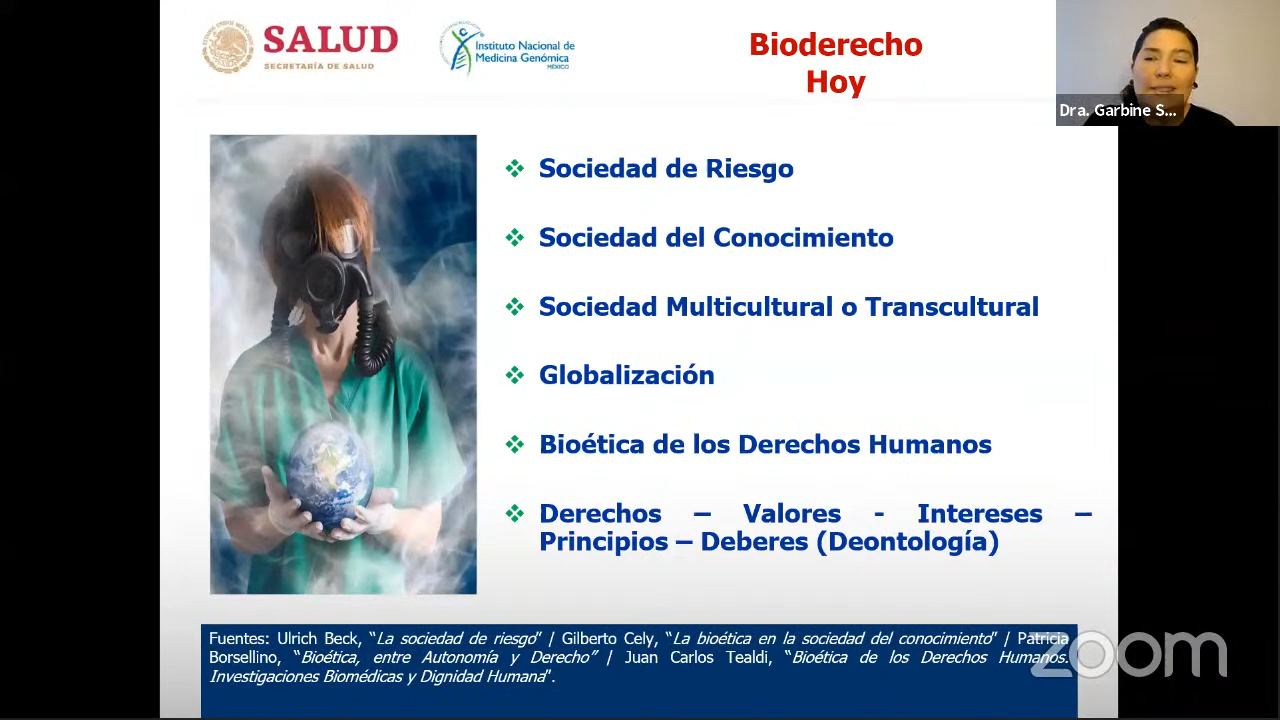 SALUD
SECRETARÍA DE SALUD
Instituto Nacional de
Medicina Genómica
MÉXICO
Bioderecho
Hoy
Dra. Garbine S...
Sociedad de Riesgo
Sociedad del Conocimiento
Sociedad Multicultural o Transcultural
Globalización
Bioética de los Derechos Humanos
Derechos – Valores - Intereses –
Principios – Deberes (Deontología)
Fuentes: Ulrich Beck, “La sociedad de riesgo” / Gilberto Cely, “La bioética en la sociedad del conocimiento” / Patricia
Borsellino, “Bioética, entre Autonomía y Derecho” / Juan Carlos Tealdi, “Bioética de los Derechos Humanos.
Investigaciones Biomédicas y Dignidad Humana”.
zoom